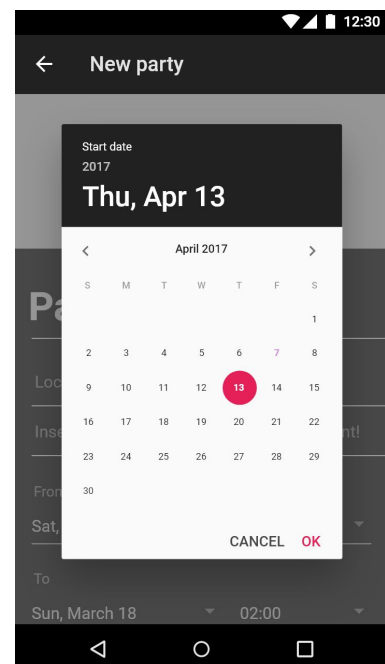 12:30
New party
Start date
2017
Thu, Apr 13
April 2017
S M T W T F S
1
2 3 4 5 6 7 8
9 10 11 12 13 14 15
16 17 18 19 20 21 22
23 24 25 26 27 28 29
30
CANCEL OK
To
Sun, March 18 02:00